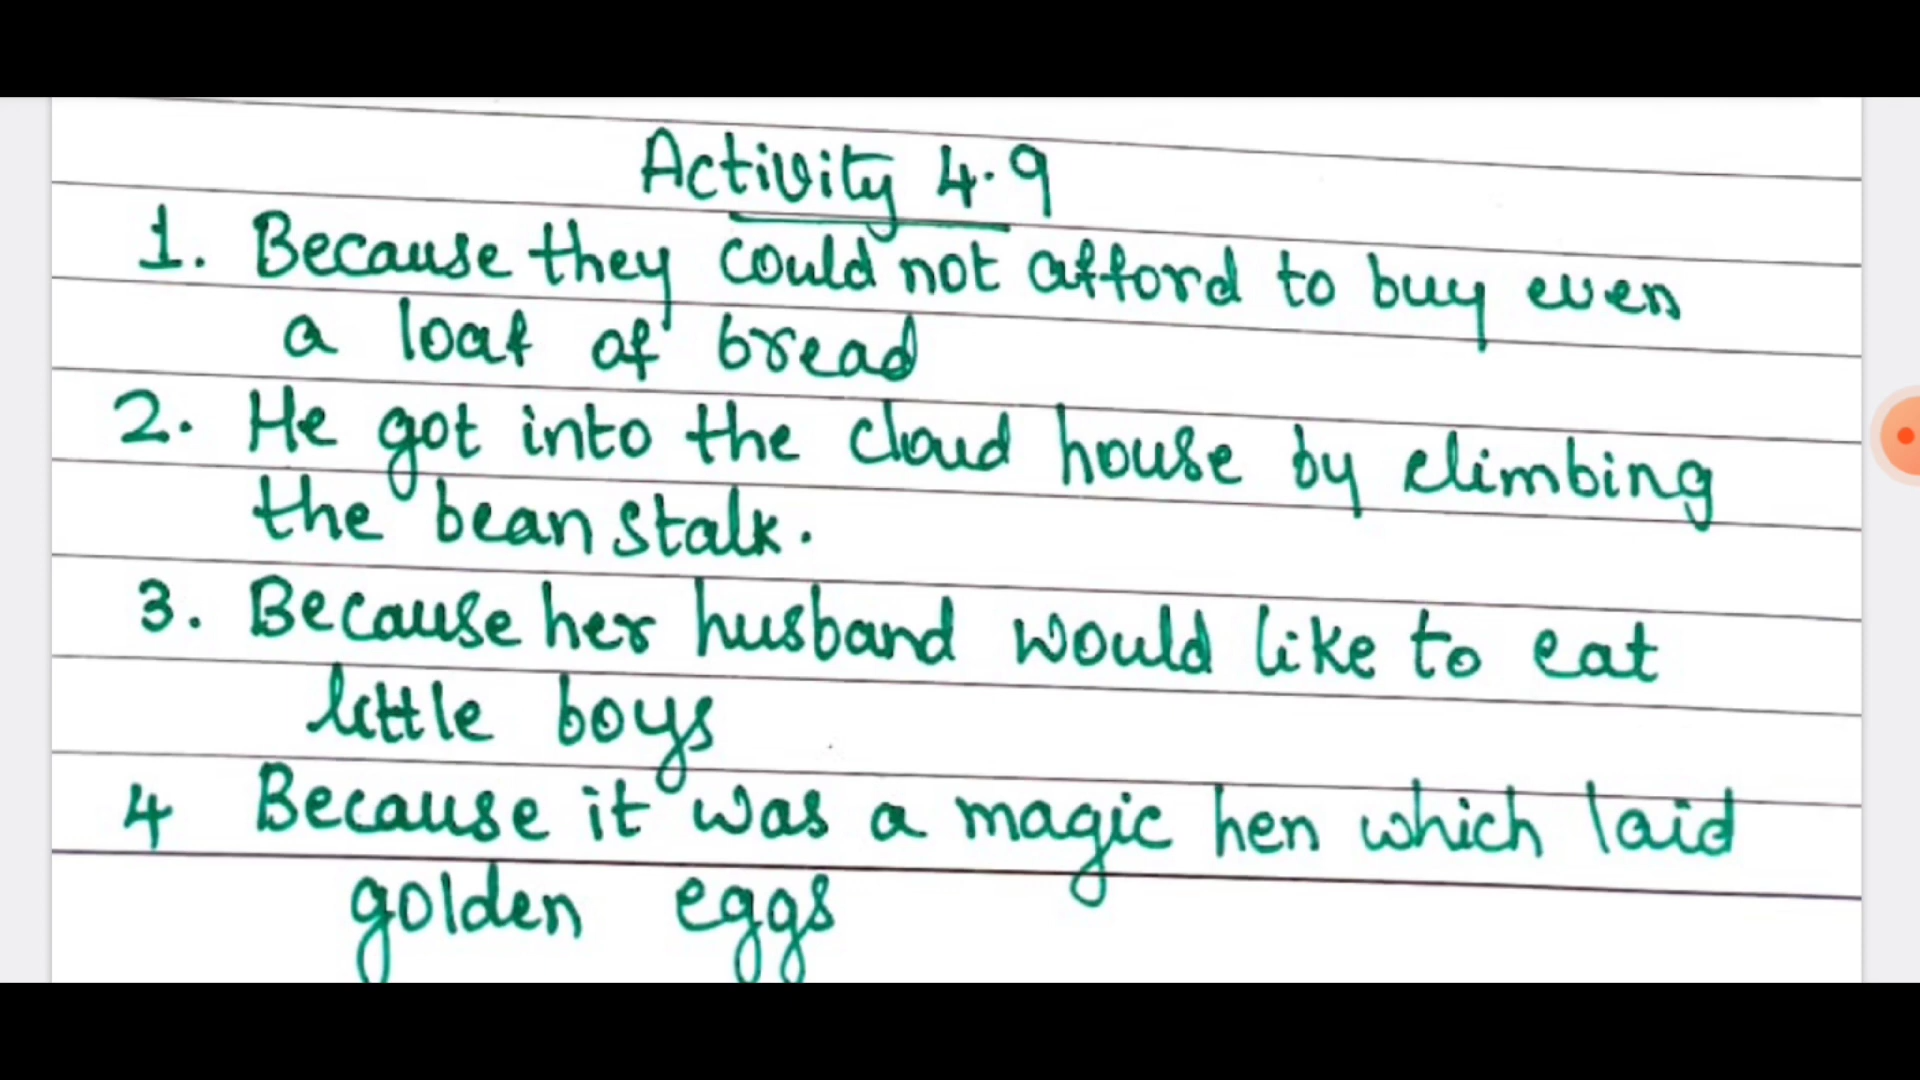 Activity 4.9
1. Because they could not afford to buy even
a loaf of bread
2. He got into the cloud house by climbing
the bean stalk.
3. Because her husband would like to eat
little boys
4 Because it was a magic hen which laid
golden eggs